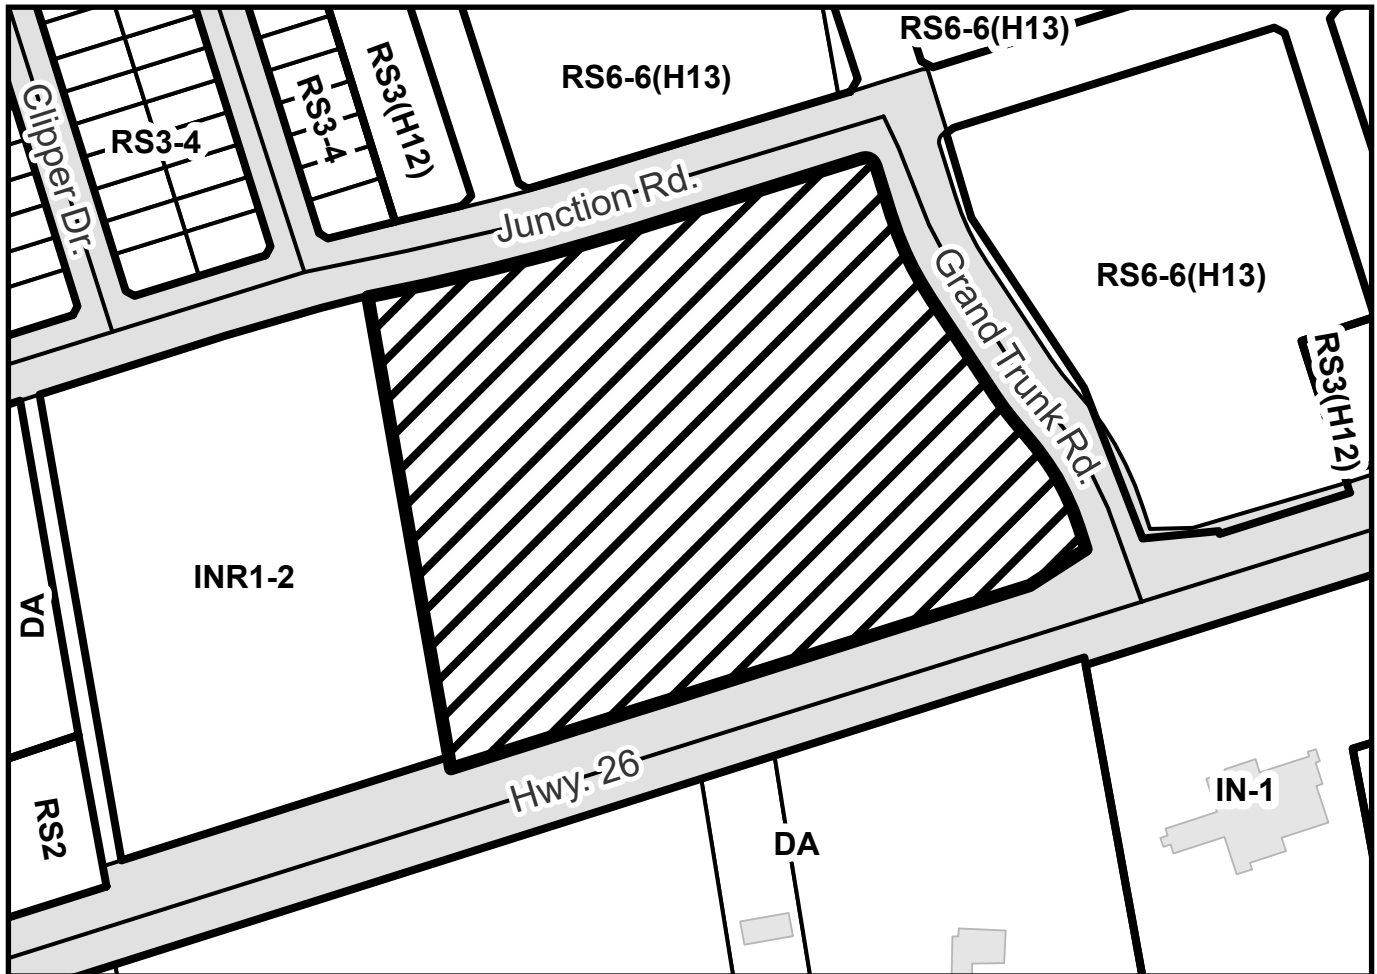 RS6-6(H13)
RS3(H12)
RS6-6(H13)
RS3-4
Clipper Dr.
RS3-4
Junction Rd.
Grand Trunk Rd.
RS6-6(H13)
RS3(H12)
INR1-2
DA
Hwy. 26
IN-1
RS2
DA